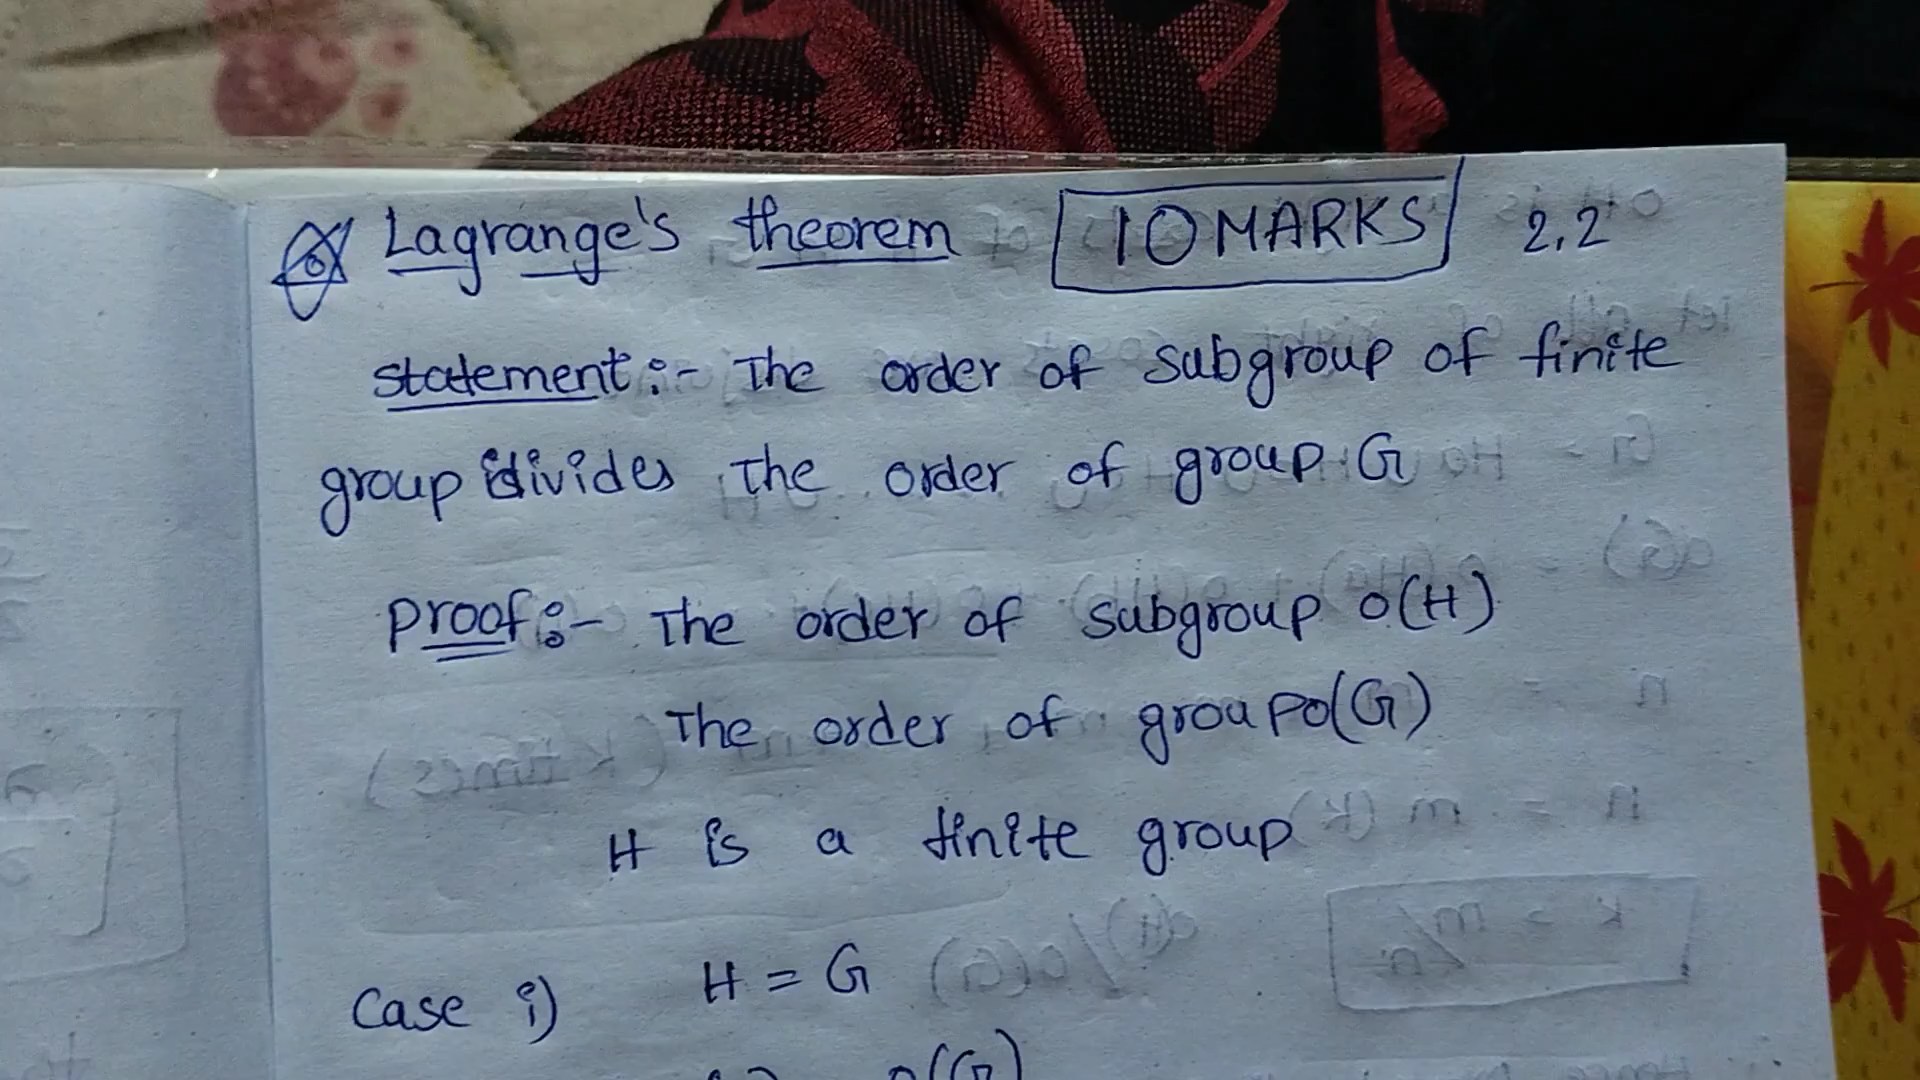 Lagrange's theorem 10 MARKS 2,2
statement:- The order of subgroup of finite
group divides the order of group G
Proof:- The order of subgroup o(H)
The order of group o(G)
H is a finite group
Case i) H = G
o(G)